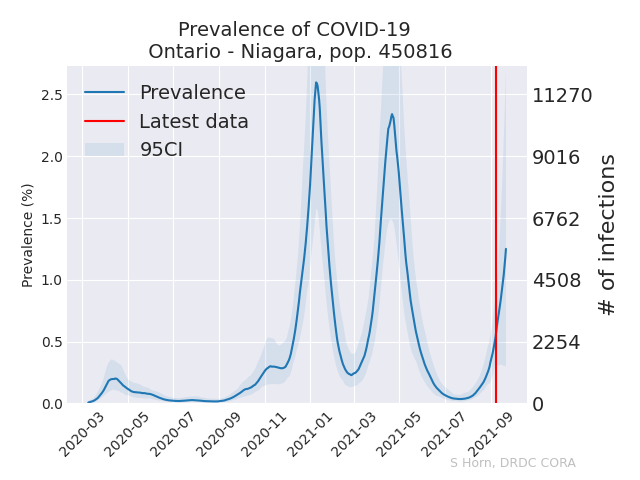 Prevalence of COVID-19
Ontario - Niagara, pop. 450816
Prevalence
Latest data
95CI
Prevalence (%)
2.5
2.0
1.5
1.0
0.5
0.0
11270
9016
6762
4508
2254
0
# of infections
2020-03
2020-05
2020-07
2020-09
2020-11
2021-01
2021-03
2021-05
2021-07
2021-09
S Horn, DRDC CORA